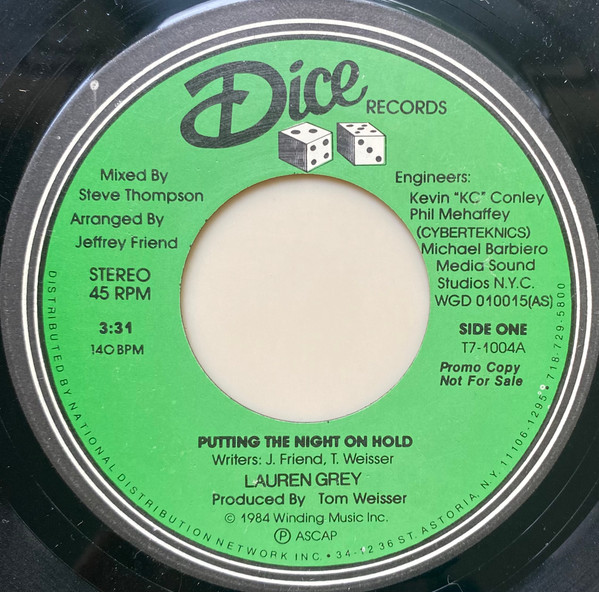 Dice RECORDS
Mixed By
Steve Thompson
Arranged By
Jeffrey Friend
STEREO
45 RPM
3:31
140 BPM
Engineers:
Kevin "KC" Conley
Phil Mehaffey
(CYBERTEKNICS)
Michael Barbiero
Media Sound
Studios N.Y.C.
WGD 010015(AS)
SIDE ONE
T7-1004A
Promo Copy
Not For Sale
PUTTING THE NIGHT ON HOLD
Writers: J. Friend, T. Weisser
LAUREN GREY
Produced By Tom Weisser
© 1984 Winding Music Inc.
Ⓟ ASCAP
DISTRIBUTED BY NATIONAL DISTRIBUTION NETWORK INC. • 34-12 36 ST. ASTORIA, N.Y. 11106-1295 • 718-729-5800